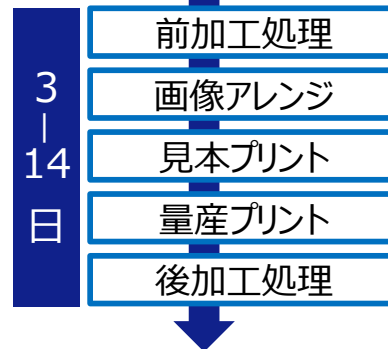 3
|
14
日
前加工処理
画像アレンジ
見本プリント
量産プリント
後加工処理